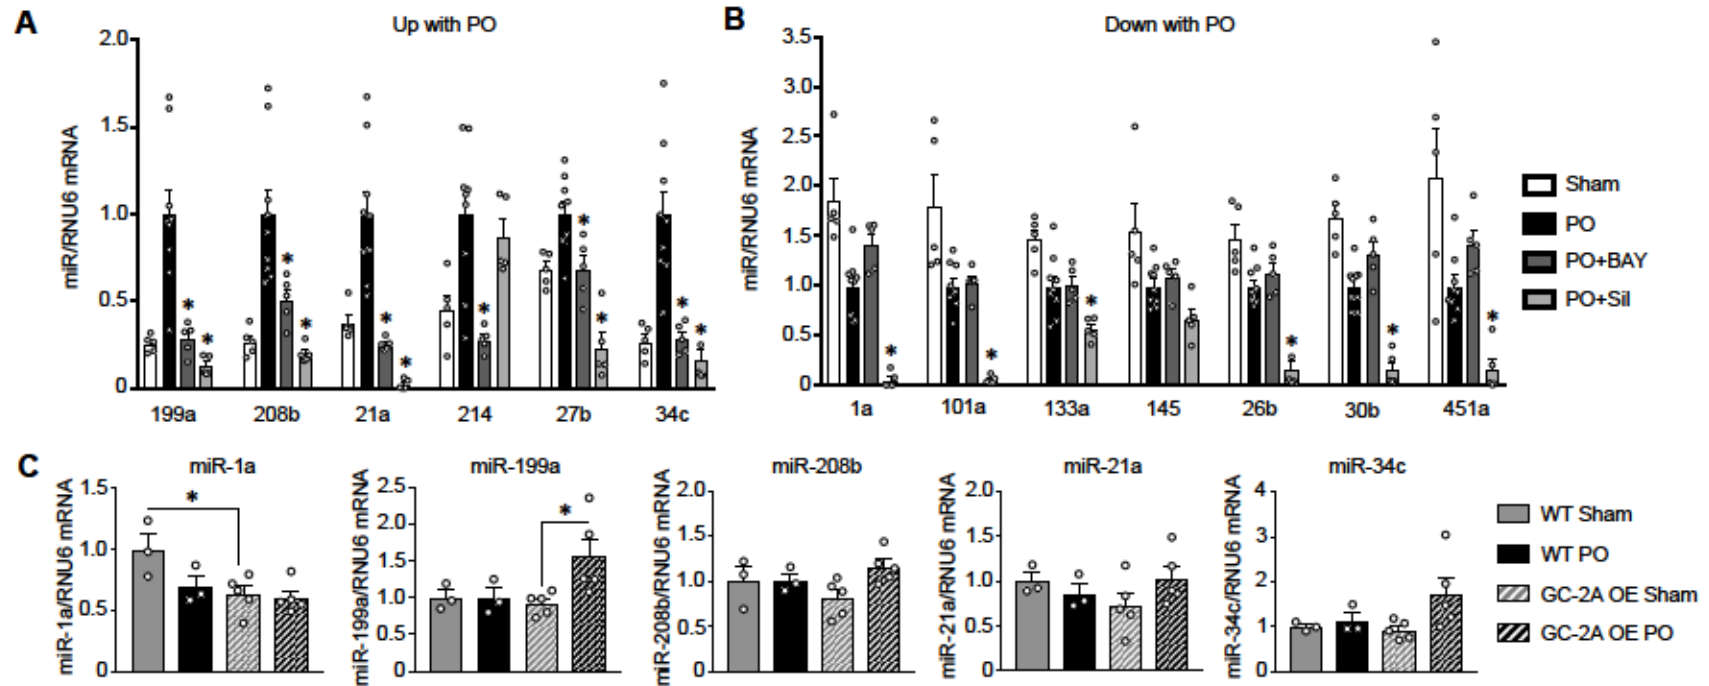 A
Up with PO
miR/RNU6 mRNA
2.0
1.5
1.0
0.5
0
* * * * * * * * * *
199a 208b 21a 214 27b 34c
B
Down with PO
miR/RNU6 mRNA
3.5
3.0
2.5
2.0
1.5
1.0
0.5
0
* * * * * *
1a 101a 133a 145 26b 30b 451a
Sham
PO
PO+BAY
PO+Sil
C
miR-1a
miR-1a/RNU6 mRNA
1.5
1.0
0.5
0
*
miR-199a
miR-199a/RNU6 mRNA
2.5
2.0
1.5
1.0
0.5
0
*
miR-208b
miR-208b/RNU6 mRNA
2.0
1.5
1.0
0.5
0
miR-21a
miR-21a/RNU6 mRNA
2.0
1.5
1.0
0.5
0
miR-34c
miR-34c/RNU6 mRNA
4
3
2
1
0
WT Sham
WT PO
GC-2A OE Sham
GC-2A OE PO